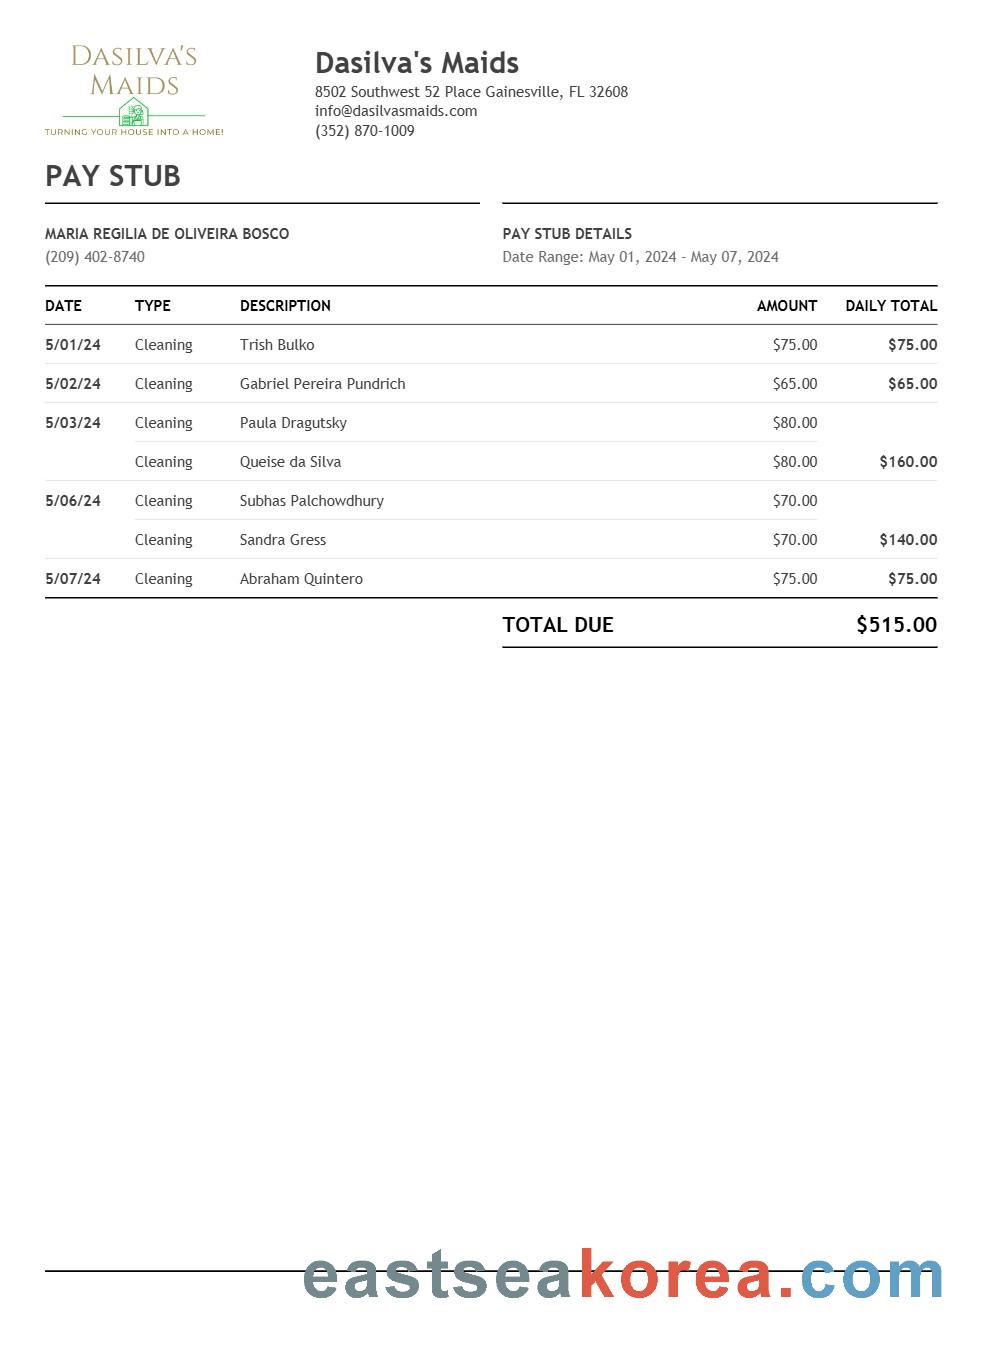 DASILVA'S
MAIDS
TURNING YOUR HOUSE INTO A HOME!
Dasilva's Maids
8502 Southwest 52 Place Gainesville, FL 32608
info@dasilvasmaids.com
(352) 870-1009
PAY STUB
MARIA REGILIA DE OLIVEIRA BOSCO
(209) 402-8740
PAY STUB DETAILS
Date Range: May 01, 2024 - May 07, 2024
DATE TYPE DESCRIPTION AMOUNT DAILY TOTAL
5/01/24 Cleaning Trish Bulko $75.00 $75.00
5/02/24 Cleaning Gabriel Pereira Pundrich $65.00 $65.00
5/03/24 Cleaning Paula Dragutsky $80.00
Cleaning Queise da Silva $80.00 $160.00
5/06/24 Cleaning Subhas Palchowdhury $70.00
Cleaning Sandra Gress $70.00 $140.00
5/07/24 Cleaning Abraham Quintero $75.00 $75.00
TOTAL DUE $515.00
eastseakorea.com